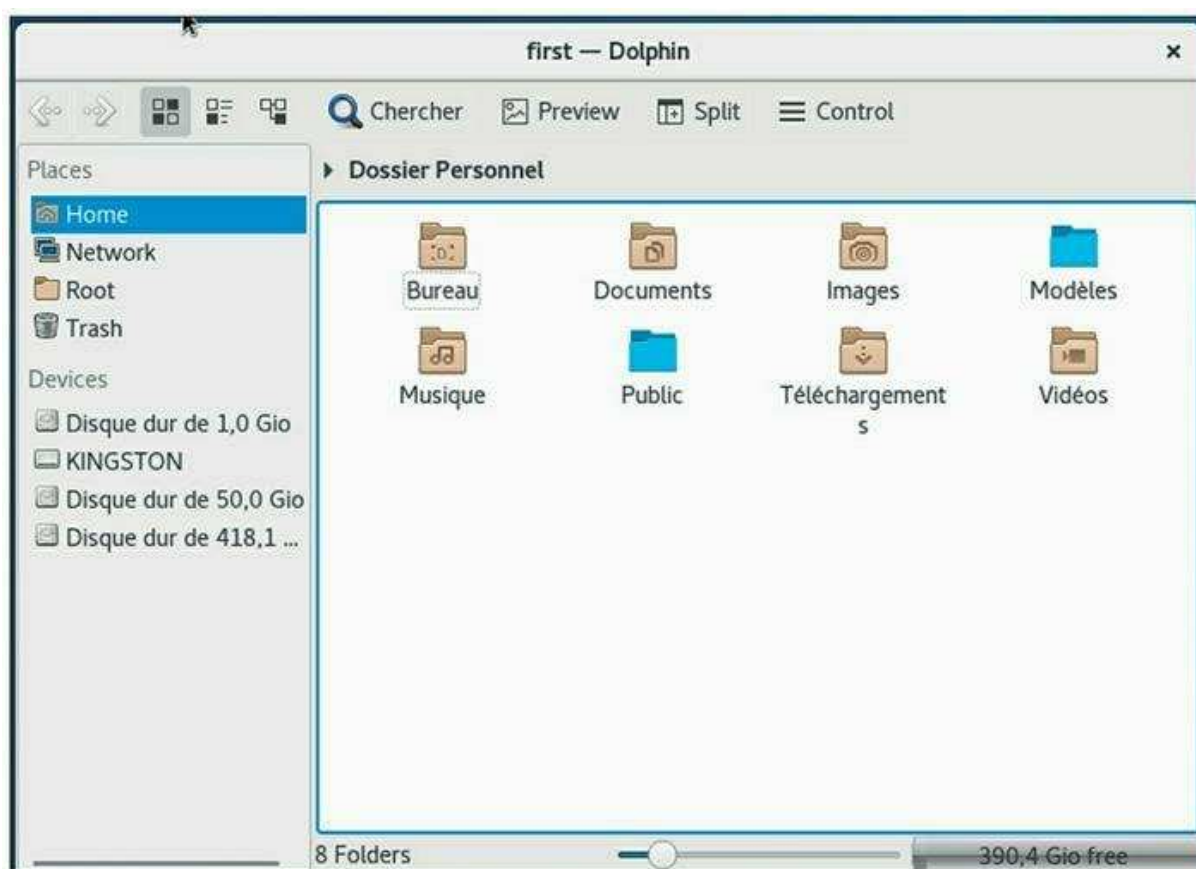 first — Dolphin
Chercher Preview Split Control
Places
Dossier Personnel
Home
Network
Root
Trash
Devices
Disque dur de 1,0 Gio
KINGSTON
Disque dur de 50,0 Gio
Disque dur de 418,1 ...
Bureau Documents Images Modèles
Musique Public Téléchargement
s
Vidéos
8 Folders
390,4 Gio free